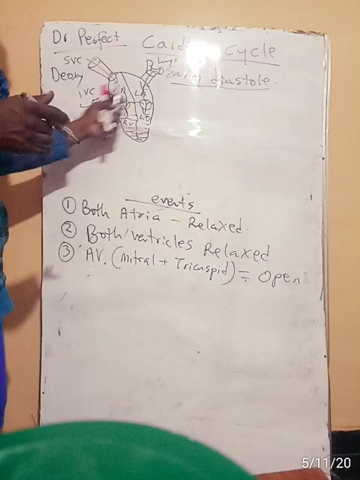 Dr Perfect
Cardiac Cycle
SVC
Deoxy
diastole
IVC
events
① Both Atria - Relaxed
② Both ventricles Relaxed
③ AV. (Mitral + Tricuspid) = Open
5/11/20